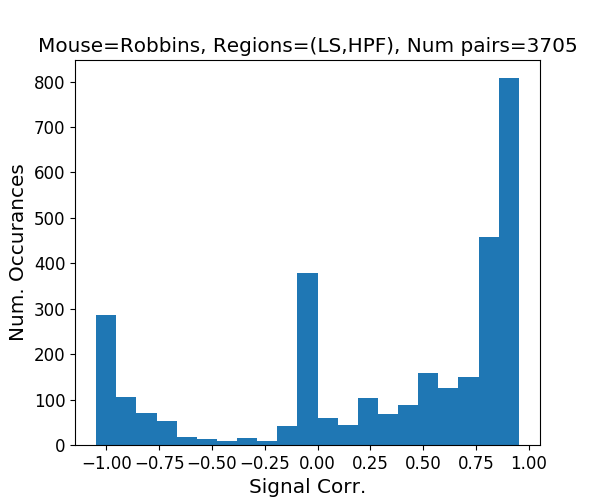 Mouse=Robbins, Regions=(LS,HPF), Num pairs=3705
Num. Occurances
800
700
600
500
400
300
200
100
0
−1.00 −0.75 −0.50 −0.25 0.00 0.25 0.50 0.75 1.00
Signal Corr.